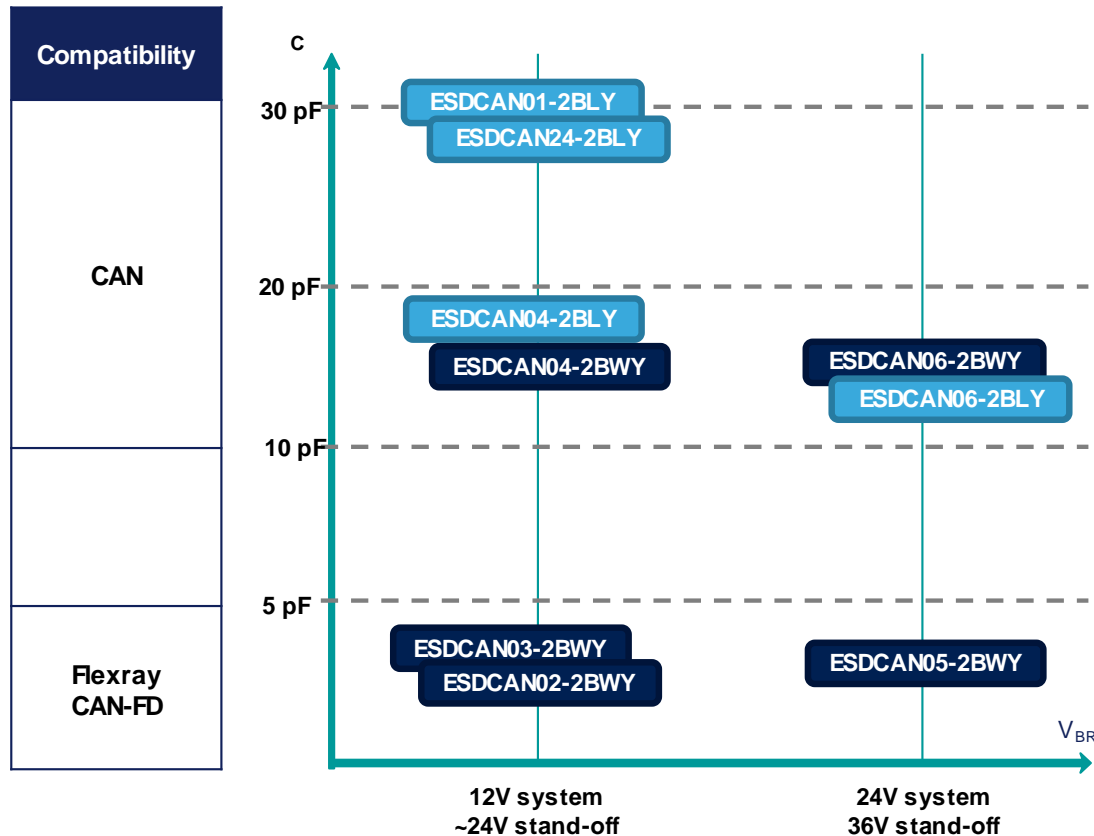 Compatibility
C
30 pF
ESDCAN01-2BLY
ESDCAN24-2BLY
CAN
20 pF
ESDCAN04-2BLY
ESDCAN04-2BWY
ESDCAN06-2BWY
ESDCAN06-2BLY
10 pF
5 pF
Flexray
CAN-FD
ESDCAN03-2BWY
ESDCAN02-2BWY
ESDCAN05-2BWY
VBR
12V system
~24V stand-off
24V system
36V stand-off